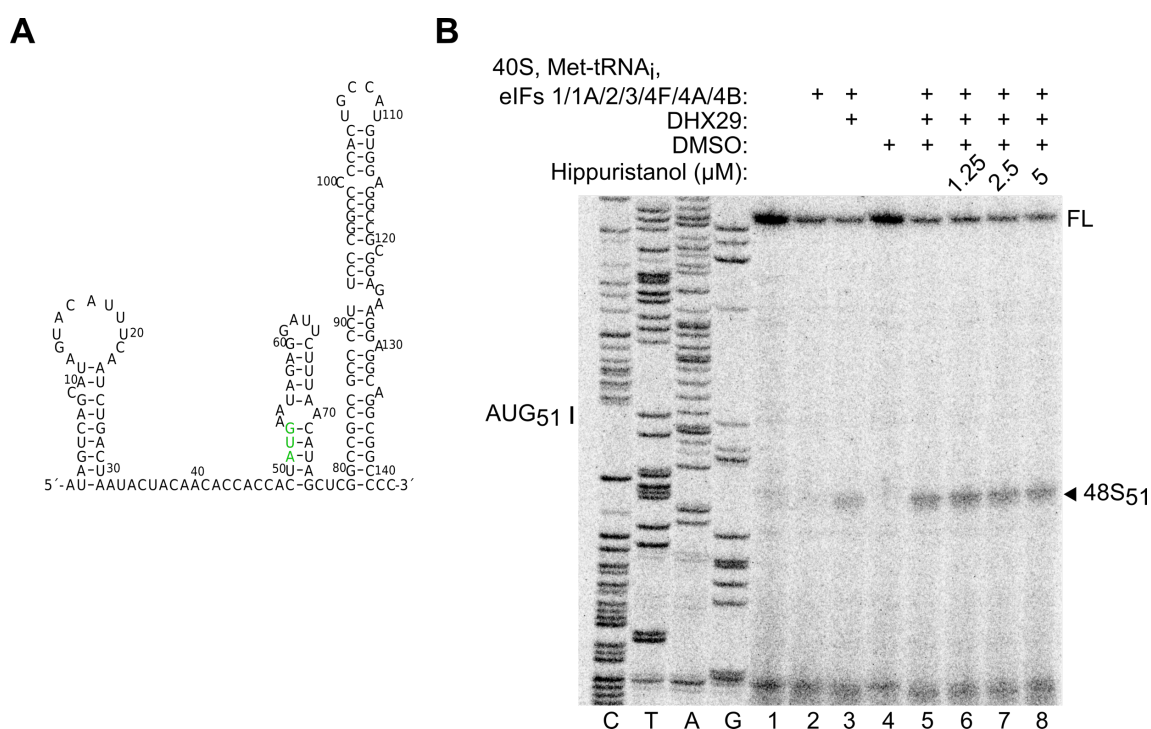 A
B
40S, Met-tRNAi,
eIFs 1/1A/2/3/4F/4A/4B: + + + + + +
DHX29: + + + + +
DMSO: + + + + +
Hippuristanol (µM): 1.25 2.5 5
FL
AUG51
48S51
C T A G 1 2 3 4 5 6 7 8
10
20
30
40
50
60
70
80
90
100
110
120
130
140
5´-AU-AAUACUACAACACCACCAC-GCUCG-CCC-3´